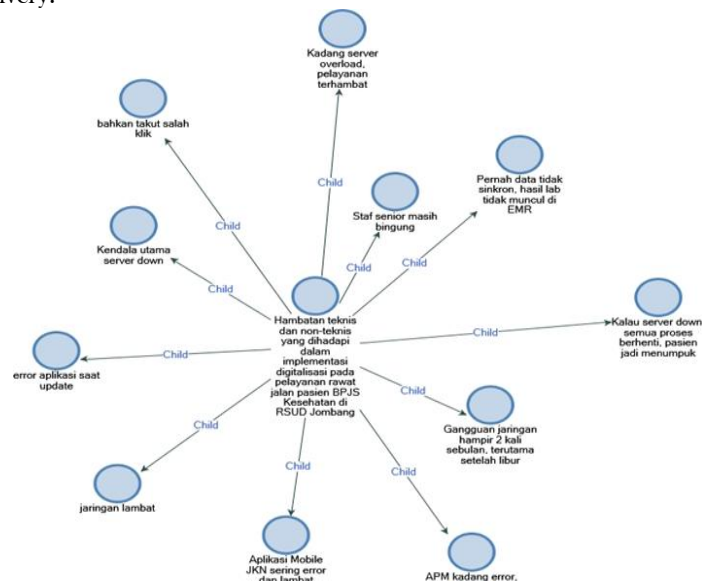 ivery.
Kadang server
overload,
pelayanan
terhambat
bahkan takut salah
klik
Child
Pernah data tidak
sinkron, hasil lab
tidak muncul di
EMR
Staf senior masih
bingung
Child
Kendala utama
server down
Child
Child
Child
Hambatan teknis
dan non-teknis
yang dihadapi
dalam
implementasi
digitalisasi pada
pelayanan rawat
jalan pasien BPJS
Kesehatan di
RSUD Jombang
Child
Kalau server down
semua proses
berhenti, pasien
jadi menumpuk
Child
error aplikasi saat
update
Child
Gangguan jaringan
hampir 2 kali
sebulan, terutama
setelah libur
Child
jaringan lambat
Child
Child
Aplikasi Mobile
JKN sering error
dan lambat
APM kadang error,